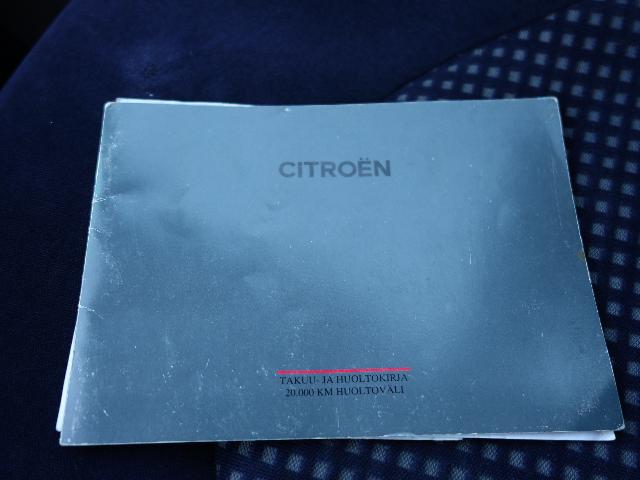 CITROËN
TAKUU- JA HUOLTOKIRJA
20.000 KM HUOLTOVÄLI